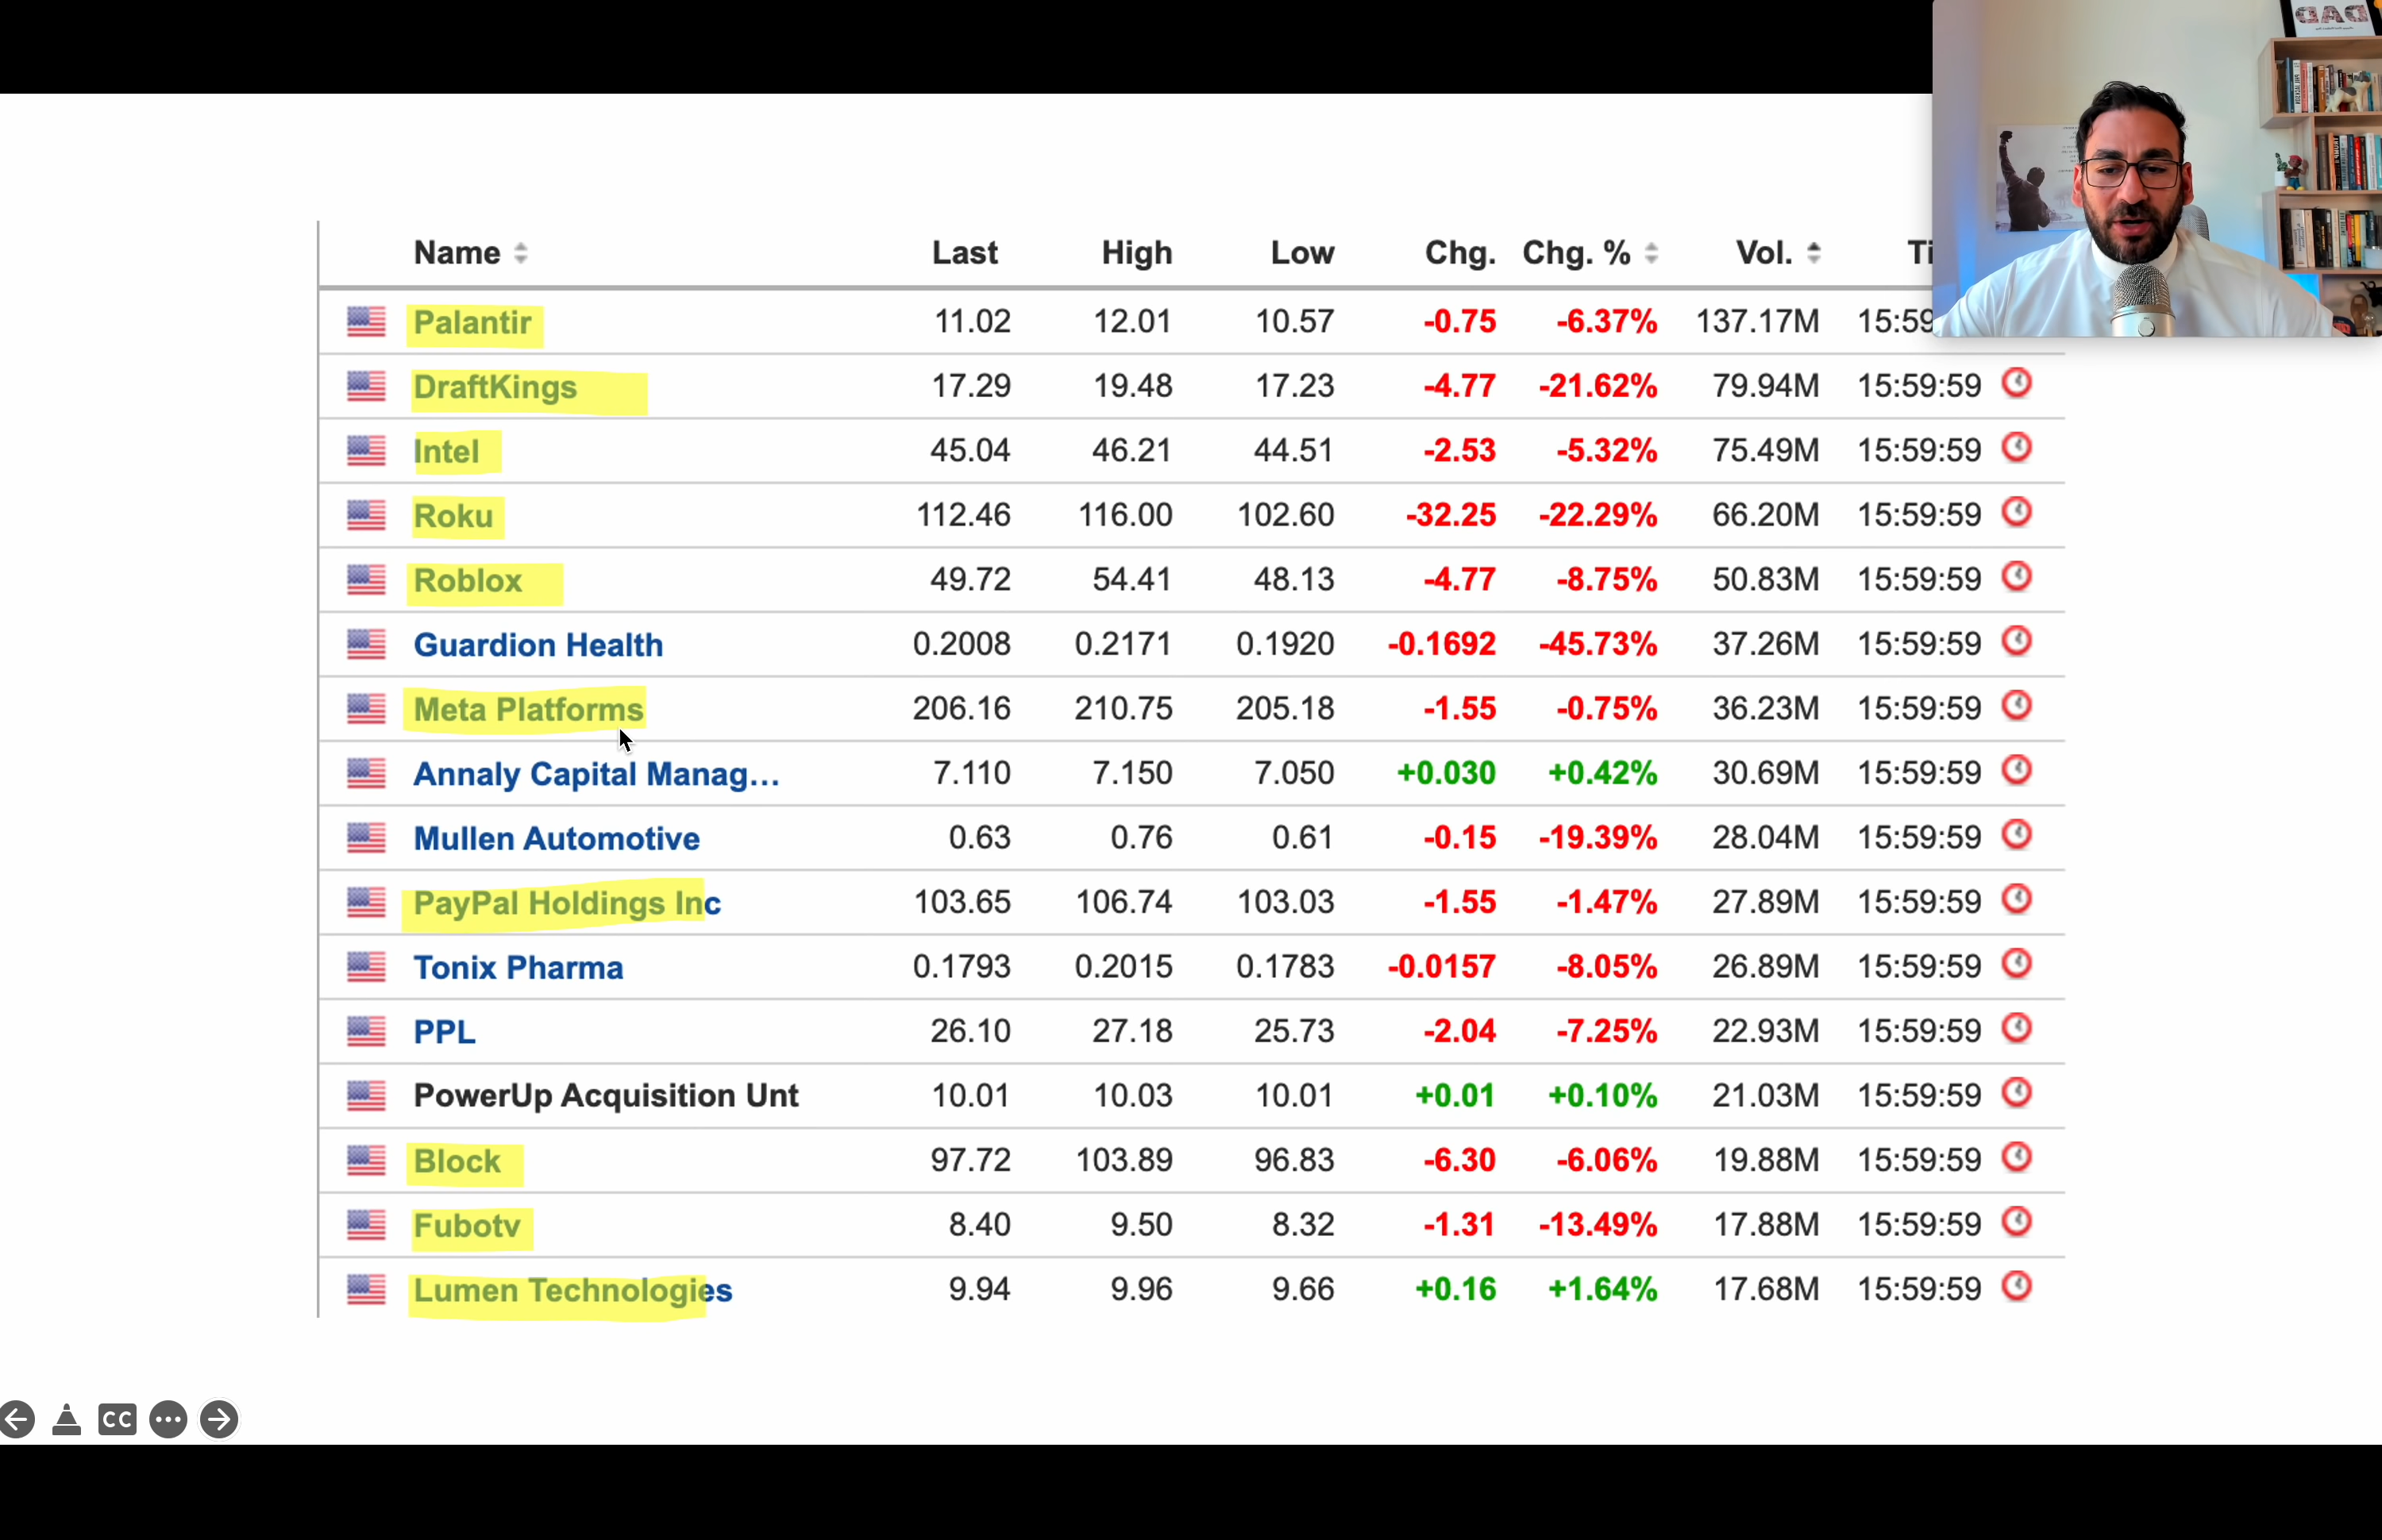 DAD
Name Last High Low Chg. Chg. % Vol. Ti
Palantir 11.02 12.01 10.57 -0.75 -6.37% 137.17M 15:59
DraftKings 17.29 19.48 17.23 -4.77 -21.62% 79.94M 15:59:59
Intel 45.04 46.21 44.51 -2.53 -5.32% 75.49M 15:59:59
Roku 112.46 116.00 102.60 -32.25 -22.29% 66.20M 15:59:59
Roblox 49.72 54.41 48.13 -4.77 -8.75% 50.83M 15:59:59
Guardion Health 0.2008 0.2171 0.1920 -0.1692 -45.73% 37.26M 15:59:59
Meta Platforms 206.16 210.75 205.18 -1.55 -0.75% 36.23M 15:59:59
Annaly Capital Manag... 7.110 7.150 7.050 +0.030 +0.42% 30.69M 15:59:59
Mullen Automotive 0.63 0.76 0.61 -0.15 -19.39% 28.04M 15:59:59
PayPal Holdings Inc 103.65 106.74 103.03 -1.55 -1.47% 27.89M 15:59:59
Tonix Pharma 0.1793 0.2015 0.1783 -0.0157 -8.05% 26.89M 15:59:59
PPL 26.10 27.18 25.73 -2.04 -7.25% 22.93M 15:59:59
PowerUp Acquisition Unt 10.01 10.03 10.01 +0.01 +0.10% 21.03M 15:59:59
Block 97.72 103.89 96.83 -6.30 -6.06% 19.88M 15:59:59
Fubotv 8.40 9.50 8.32 -1.31 -13.49% 17.88M 15:59:59
Lumen Technologies 9.94 9.96 9.66 +0.16 +1.64% 17.68M 15:59:59
CC